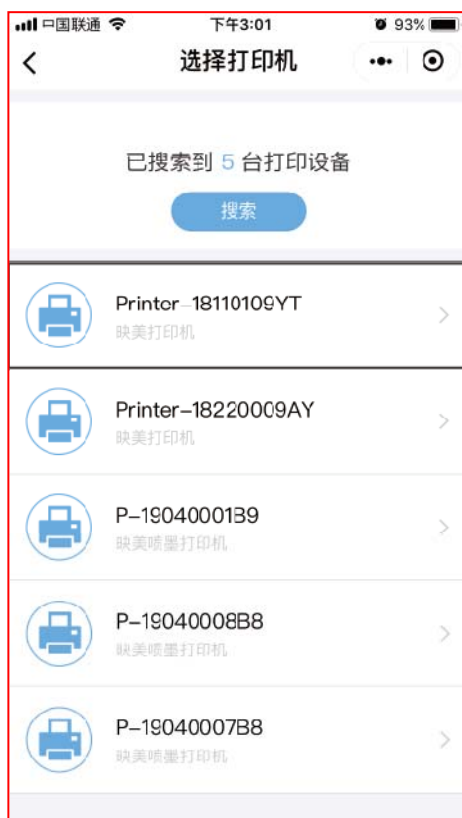 中国联通 下午3:01 93%
选择打印机
已搜索到 5 台打印设备
搜索
Printer-18110109YT
映美打印机
Printer-18220009AY
映美打印机
P-19040001B9
映美喷墨打印机
P-19040008B8
映美喷墨打印机
P-19040007B8
映美喷墨打印机